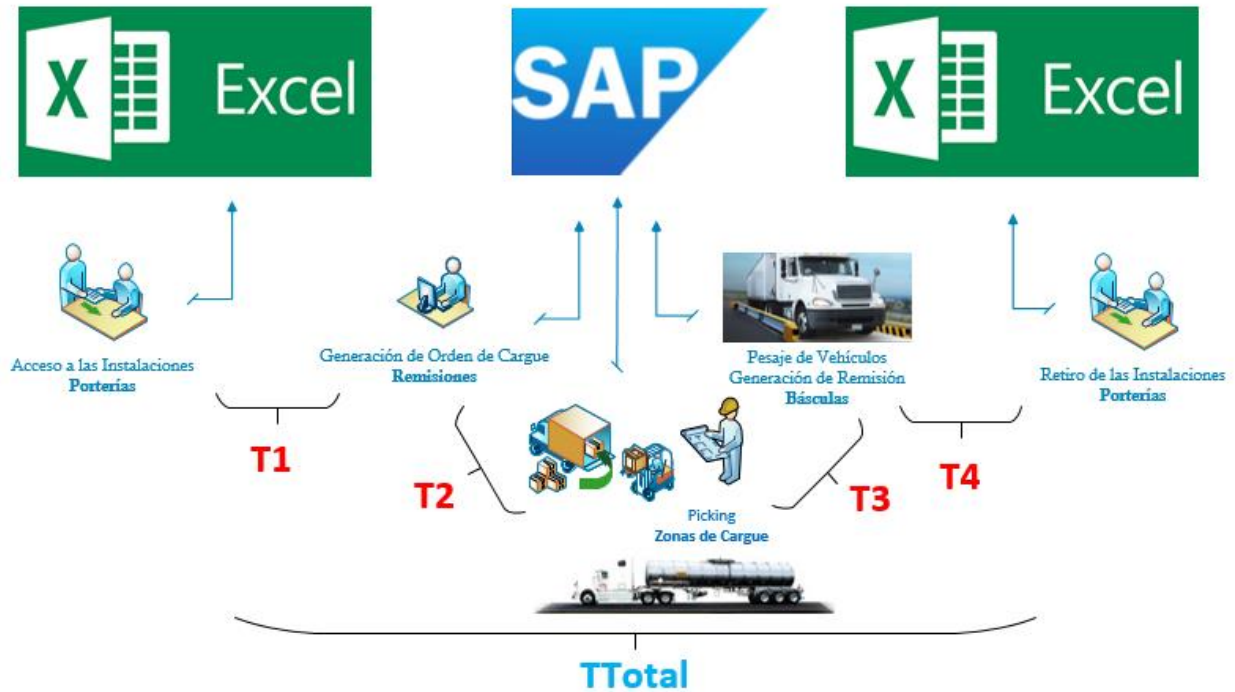 X Excel
SAP
X Excel
Acceso a las Instalaciones
Porterías
Generación de Orden de Cargue
Remisiones
Pesaje de Vehículos
Generación de Remisión
Básculas
Retiro de las Instalaciones
Porterías
T1
T2
T3
T4
Picking
Zonas de Cargue
TTotal